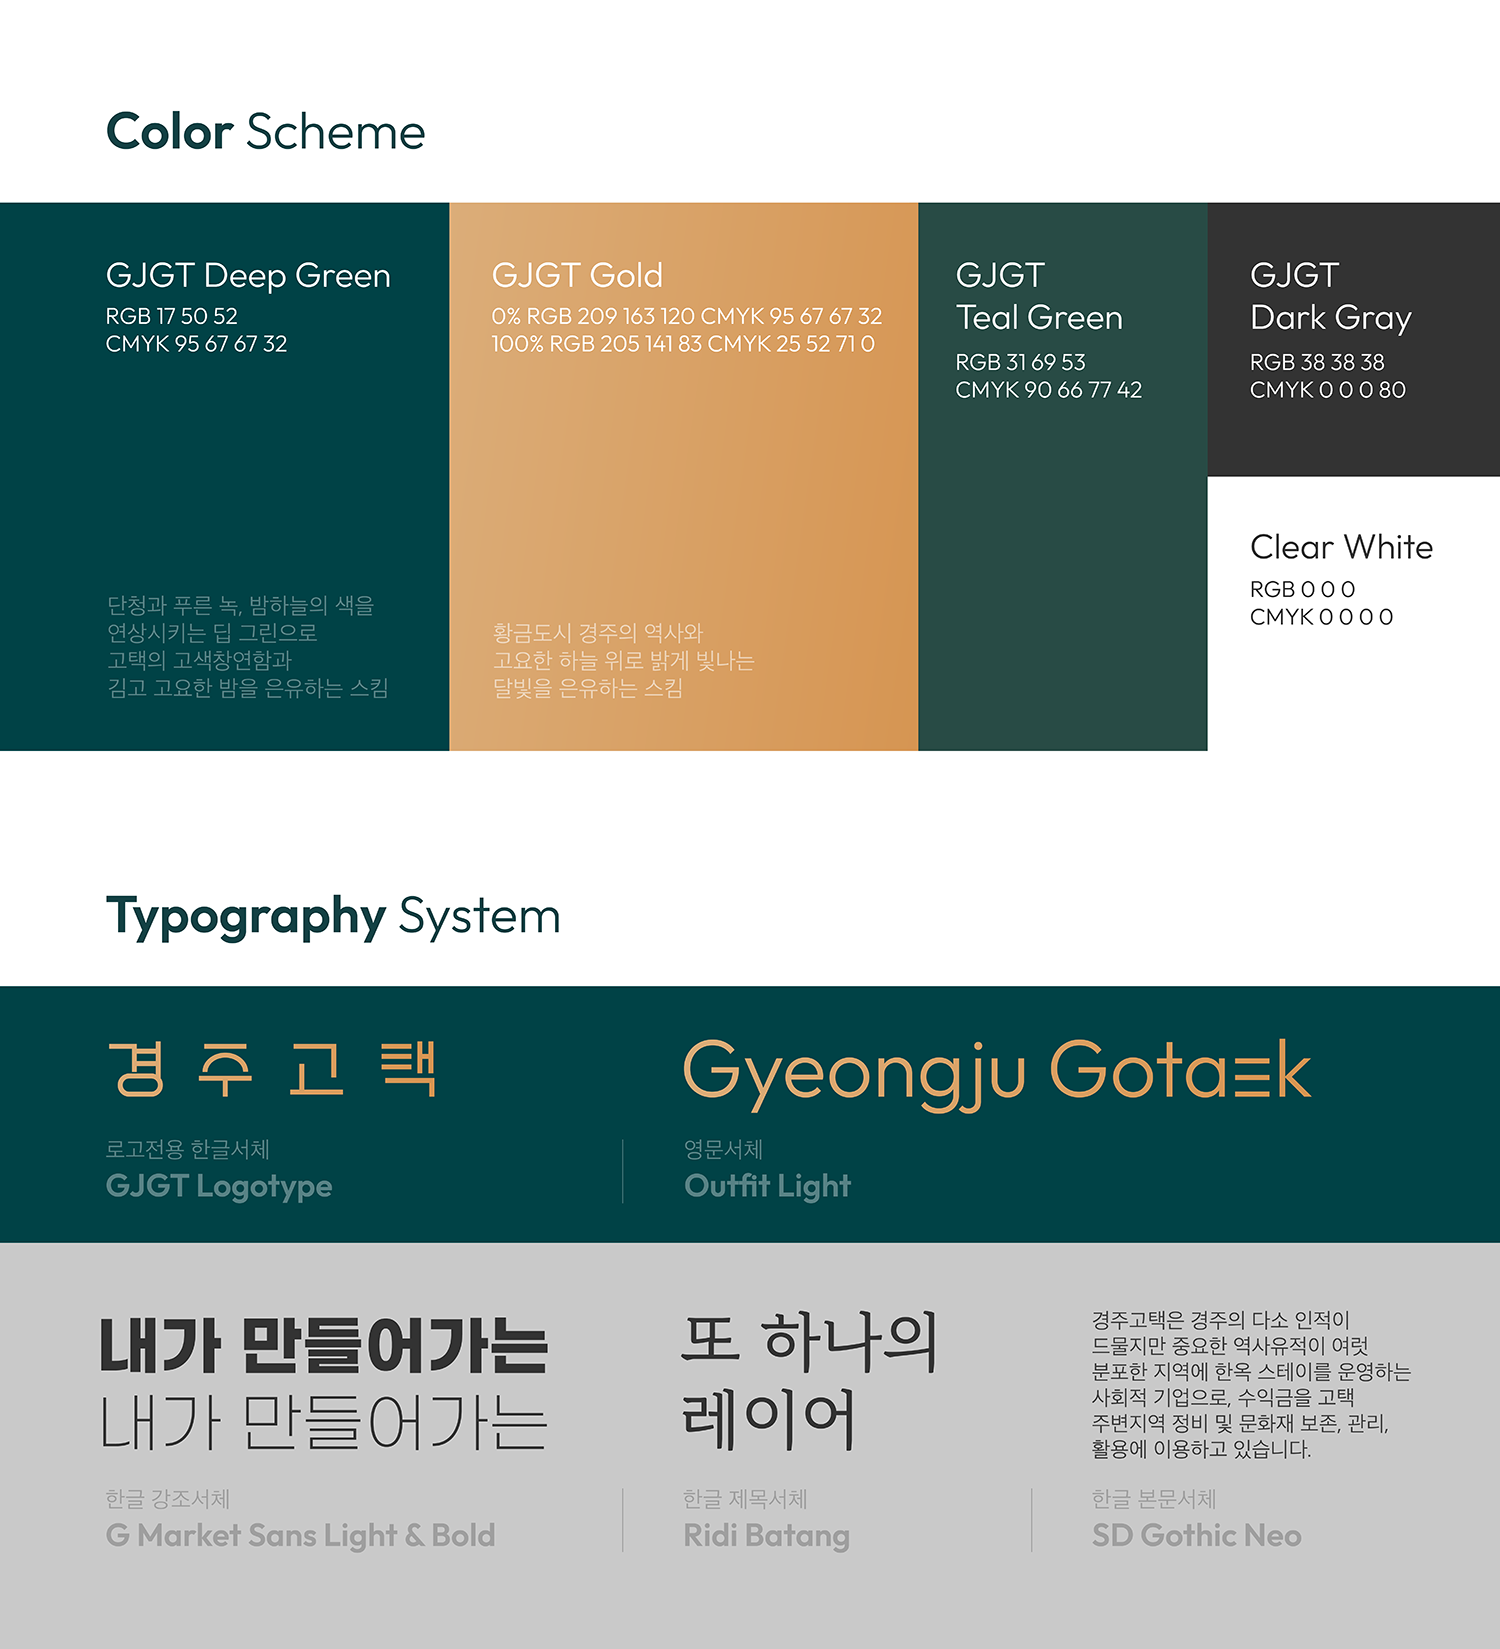 Color Scheme
GJGT Deep Green
RGB 17 50 52
CMYK 95 67 67 32
단청과 푸른 녹, 밤하늘의 색을
연상시키는 딥 그린으로
고택의 고색창연함과
김고 고요한 밤을 은유하는 스킴
GJGT Gold
0% RGB 209 163 120 CMYK 95 67 67 32
100% RGB 205 141 83 CMYK 25 52 71 0
황금도시 경주의 역사와
고요한 하늘 위로 밝게 빛나는
달빛을 은유하는 스킴
GJGT
Teal Green
RGB 31 69 53
CMYK 90 66 77 42
GJGT
Dark Gray
RGB 38 38 38
CMYK 0 0 0 80
Clear White
RGB 0 0 0
CMYK 0 0 0 0
Typography System
경주고택
로고전용 한글서체
GJGT Logotype
Gyeongju Gotaek
영문서체
Outfit Light
내가 만들어가는
내가 만들어가는
한글 강조서체
G Market Sans Light & Bold
또 하나의
레이어
한글 제목서체
Ridi Batang
경주고택은 경주의 다소 인적이
드물지만 중요한 역사유적이 여럿
분포한 지역에 한옥 스테이를 운영하는
사회적 기업으로, 수익금을 고택
주변지역 정비 및 문화재 보존, 관리,
활용에 이용하고 있습니다.
한글 본문서체
SD Gothic Neo